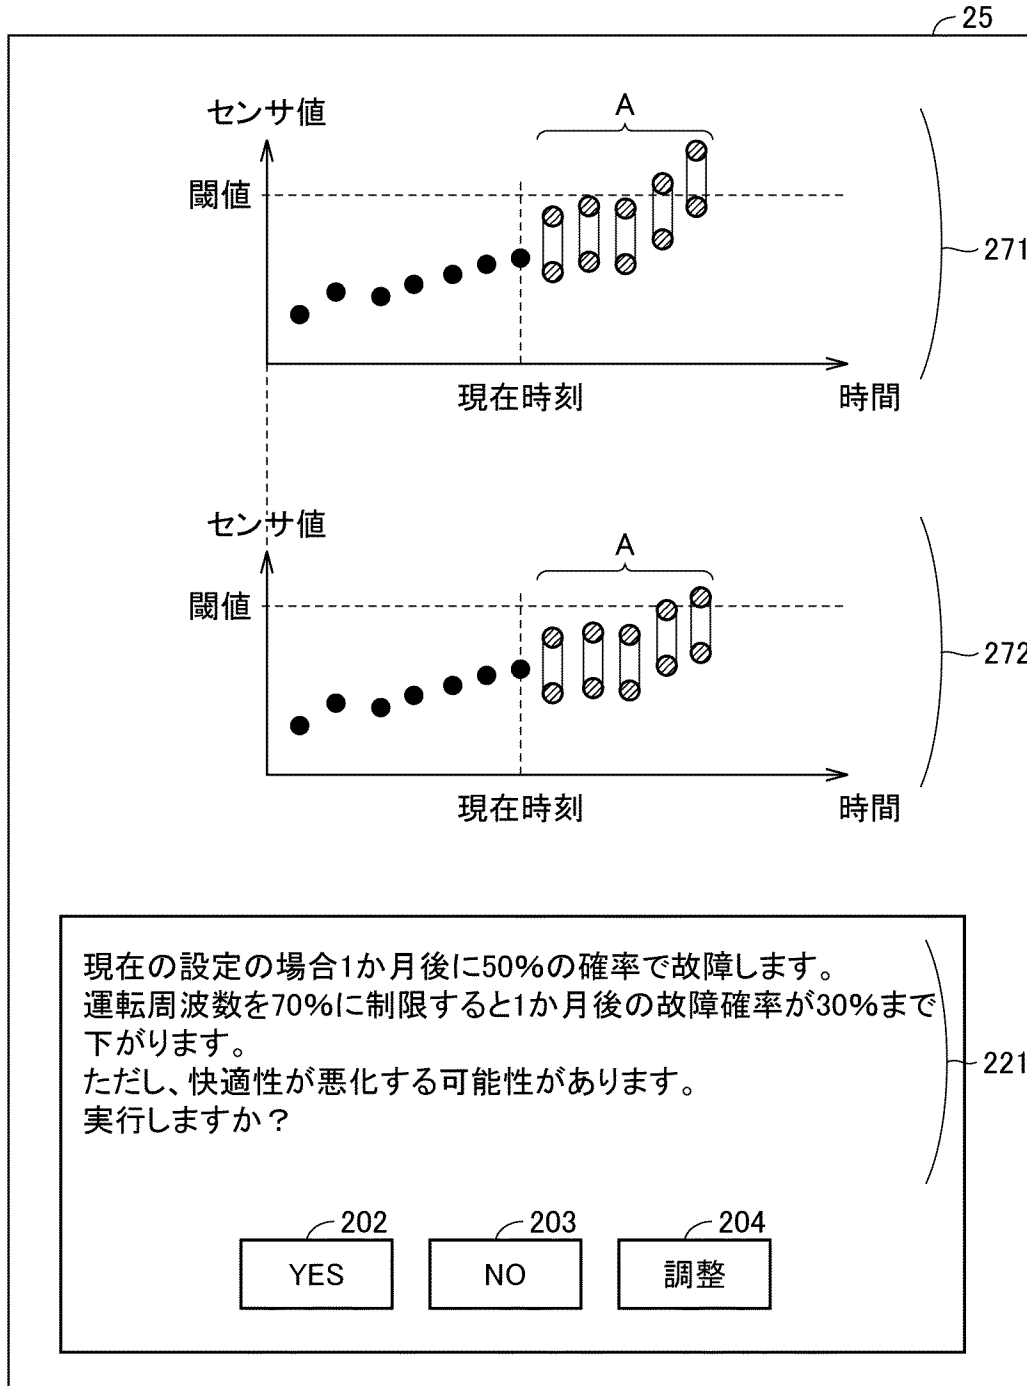 25
センサ値
A
閾値
271
現在時刻
時間
センサ値
A
閾値
272
現在時刻
時間
現在の設定の場合1か月後に50%の確率で故障します。
運転周波数を70%に制限すると1か月後の故障確率が30%まで
下がります。
ただし、快適性が悪化する可能性があります。
実行しますか？
221
202
203
204
YES
NO
調整